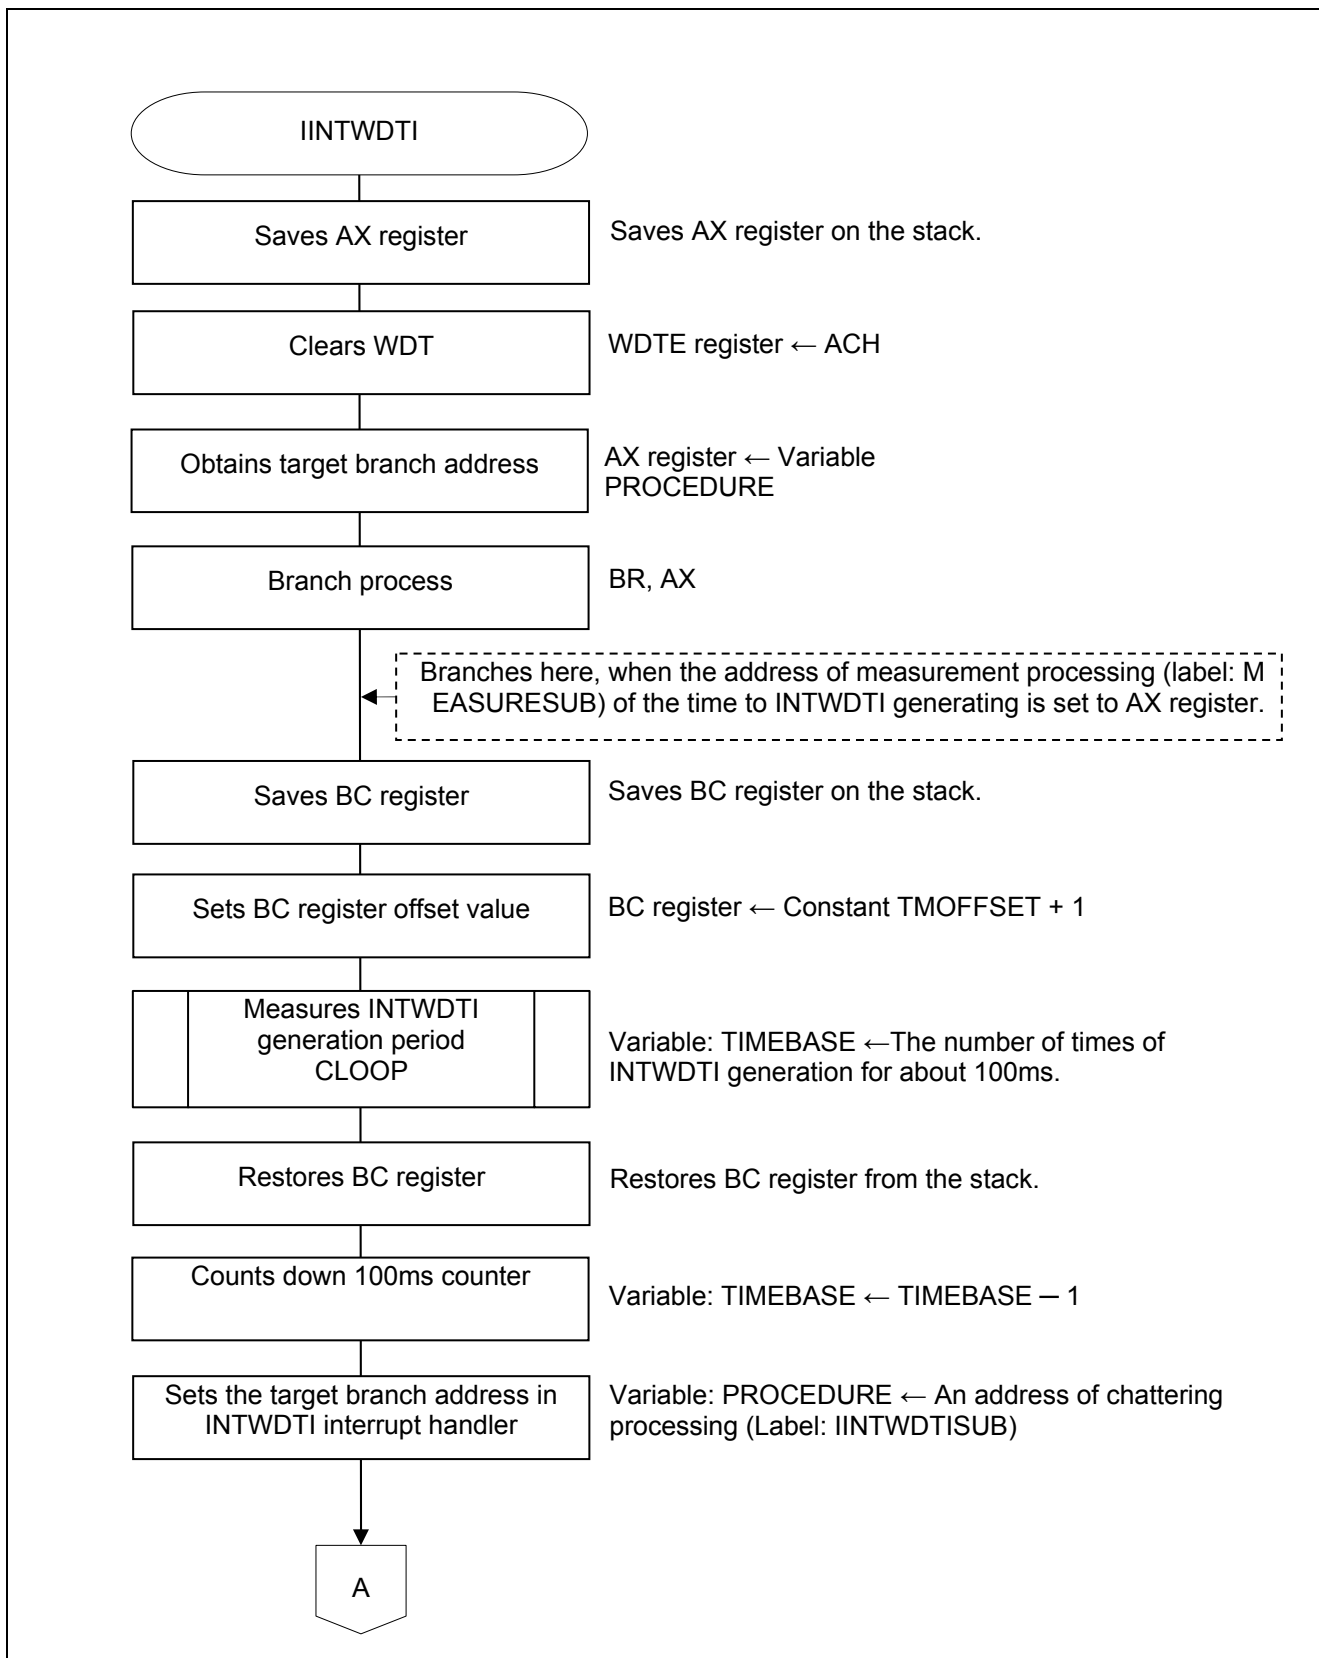 IINTWDTI
Saves AX register
Saves AX register on the stack.
Clears WDT
WDTE register ← ACH
Obtains target branch address
AX register ← Variable
PROCEDURE
Branch process
BR, AX
Branches here, when the address of measurement processing (label: M
EASURESUB) of the time to INTWDTI generating is set to AX register.
Saves BC register
Saves BC register on the stack.
Sets BC register offset value
BC register ← Constant TMOFFSET + 1
Measures INTWDTI
generation period
CLOOP
Variable: TIMEBASE ←The number of times of
INTWDTI generation for about 100ms.
Restores BC register
Restores BC register from the stack.
Counts down 100ms counter
Variable: TIMEBASE ← TIMEBASE － 1
Sets the target branch address in
INTWDTI interrupt handler
Variable: PROCEDURE ← An address of chattering
processing (Label: IINTWDTISUB)
A